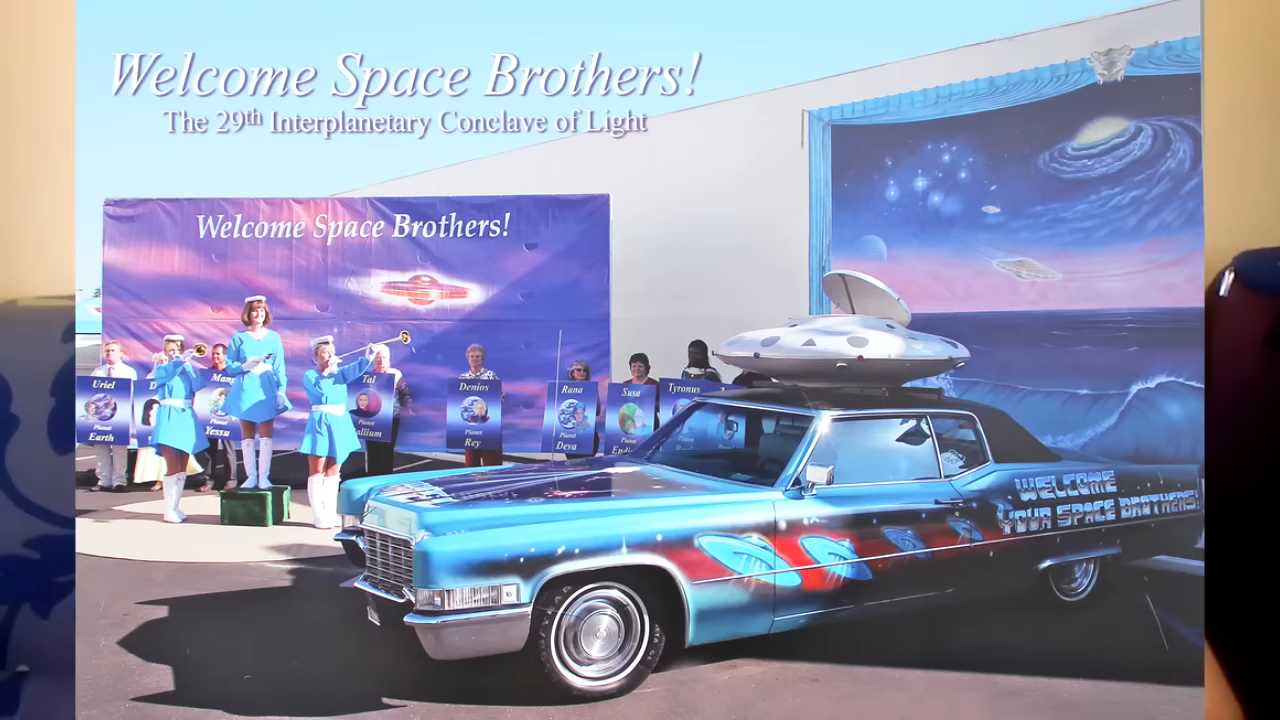 Welcome Space Brothers!
The 29th Interplanetary Conclave of Light
Welcome Space Brothers!
Uriel
Planet
Earth
Planet
Yessu
Tal
Planet
Denios
Planet
Rey
Rana
Planet
Deva
Susa
Planet
Tyronus
WELCOME
YOUR SPACE BROTHERS!